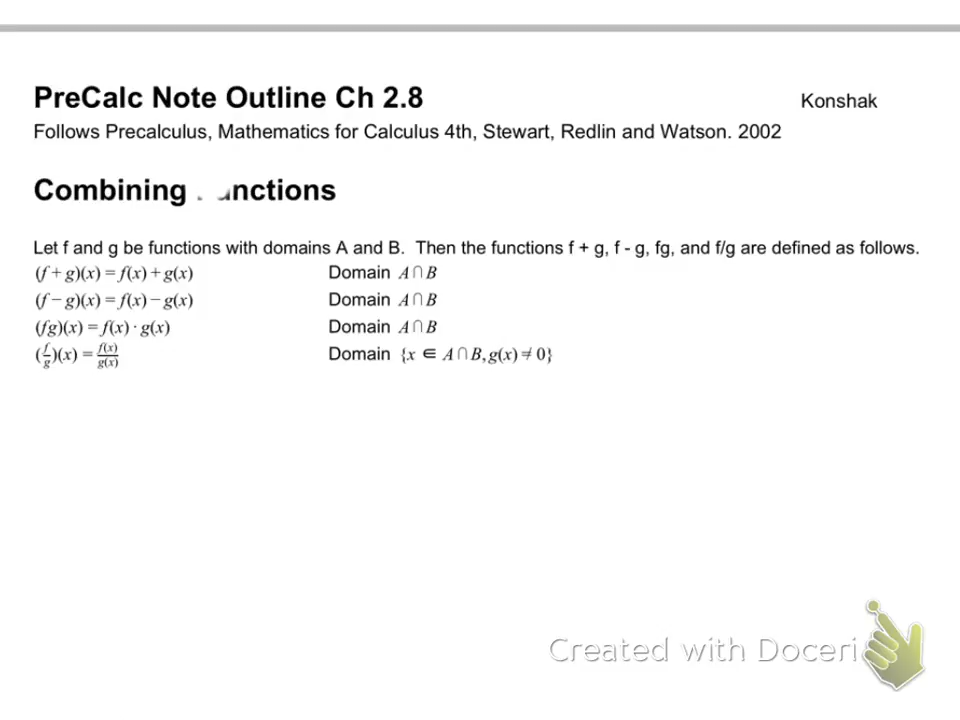 PreCalc Note Outline Ch 2.8
Konshak
Follows Precalculus, Mathematics for Calculus 4th, Stewart, Redlin and Watson. 2002
Combining
Let f and g be functions with domains A and B. Then the functions f + g, f - g, fg, and f/g are defined as follows.
(f + g)(x) = f(x) + g(x) Domain A∩B
(f − g)(x) = f(x) − g(x) Domain A∩B
(fg)(x) = f(x) · g(x) Domain A∩B
(f/g)(x) = f(x)/g(x) Domain {x ∈ A∩B, g(x) ≠ 0}
Created with Doceri